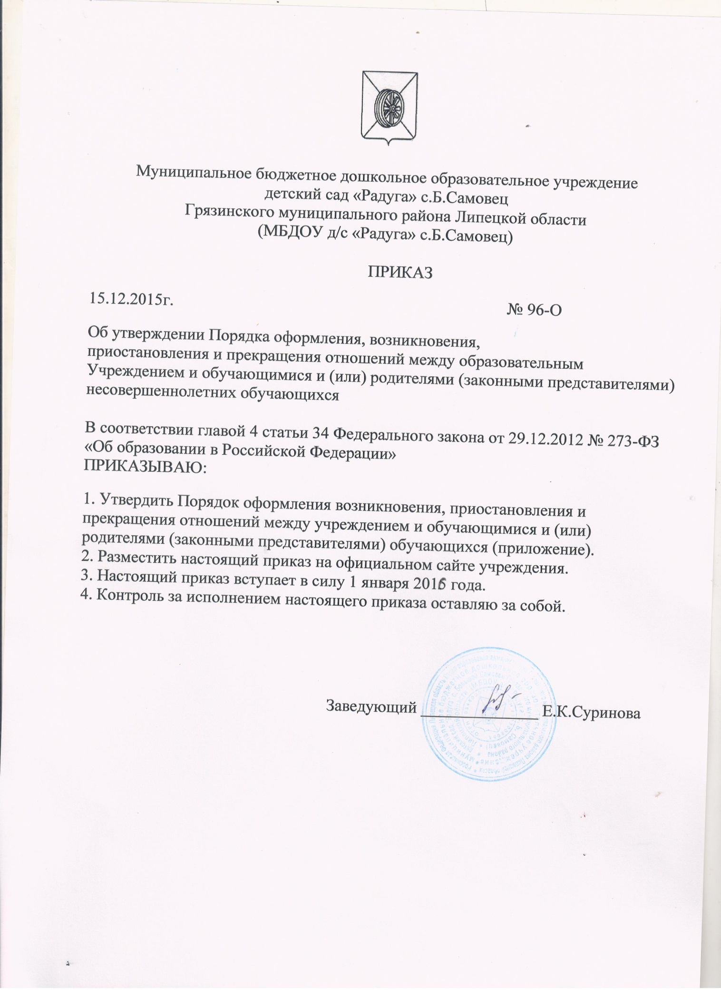 Муниципальное бюджетное дошкольное образовательное учреждение
детский сад «Радуга» с.Б.Самовец
Грязинского муниципального района Липецкой области
(МБДОУ д/с «Радуга» с.Б.Самовец)
ПРИКАЗ
15.12.2015г. № 96-О
Об утверждении Порядка оформления, возникновения,
приостановления и прекращения отношений между образовательным
Учреждением и обучающимися и (или) родителями (законными представителями)
несовершеннолетних обучающихся
В соответствии главой 4 статьи 34 Федерального закона от 29.12.2012 № 273-ФЗ
«Об образовании в Российской Федерации»
ПРИКАЗЫВАЮ:
1. Утвердить Порядок оформления возникновения, приостановления и
прекращения отношений между учреждением и обучающимися и (или)
родителями (законными представителями) обучающихся (приложение).
2. Разместить настоящий приказ на официальном сайте учреждения.
3. Настоящий приказ вступает в силу 1 января 2016 года.
4. Контроль за исполнением настоящего приказа оставляю за собой.
Заведующий Е.К.Суринова